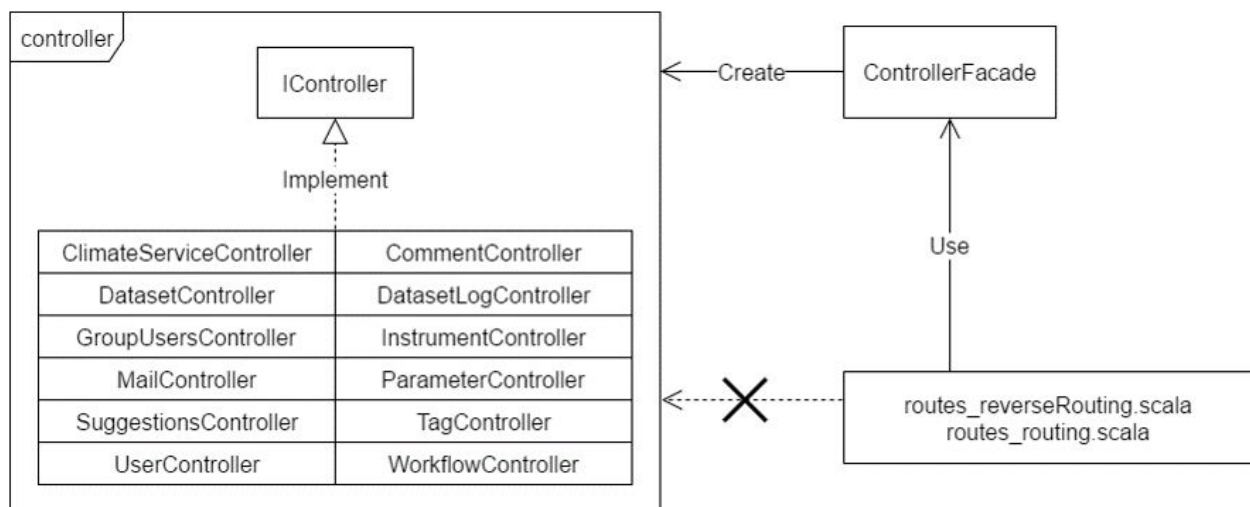 controller
IController
Create
ControllerFacade
Implement
Use
ClimateServiceController
CommentController
DatasetController
DatasetLogController
GroupUsersController
InstrumentController
MailController
ParameterController
SuggestionsController
TagController
UserController
WorkflowController
routes_reverseRouting.scala
routes_routing.scala